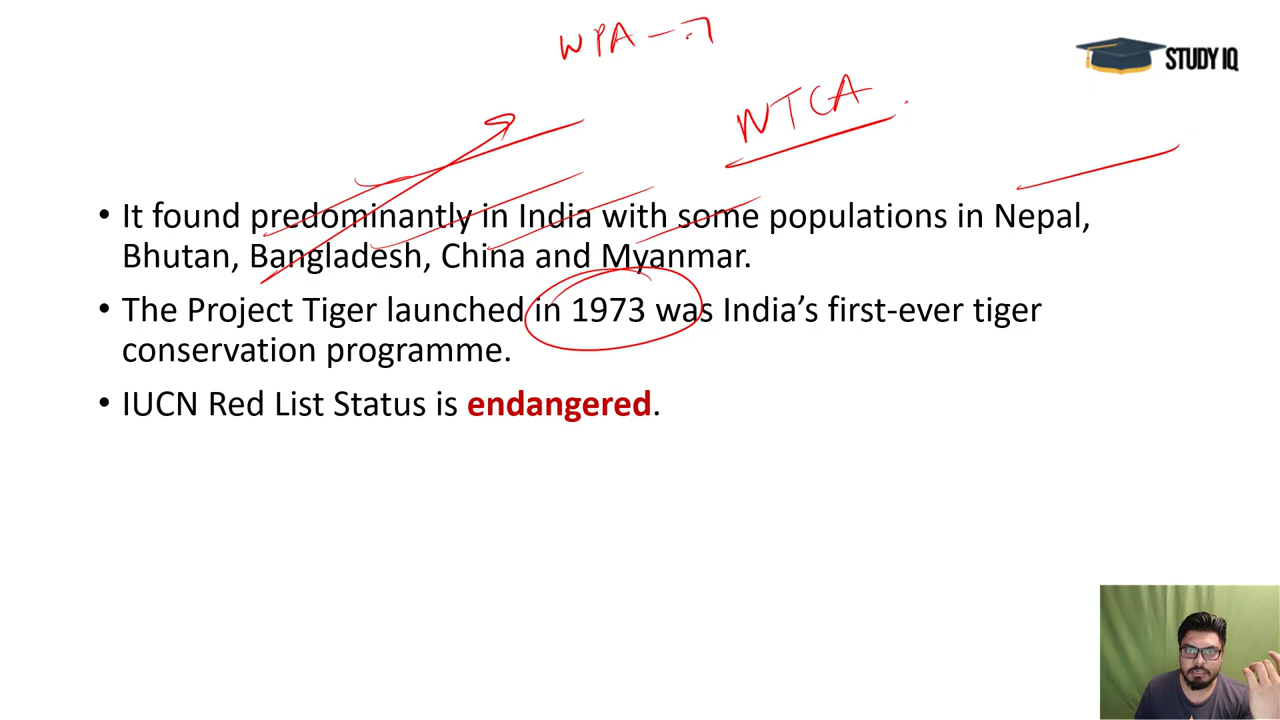 WPA –
STUDY IQ
NTCA
• It found predominantly in India with some populations in Nepal,
Bhutan, Bangladesh, China and Myanmar.
• The Project Tiger launched in 1973 was India’s first-ever tiger
conservation programme.
• IUCN Red List Status is endangered.